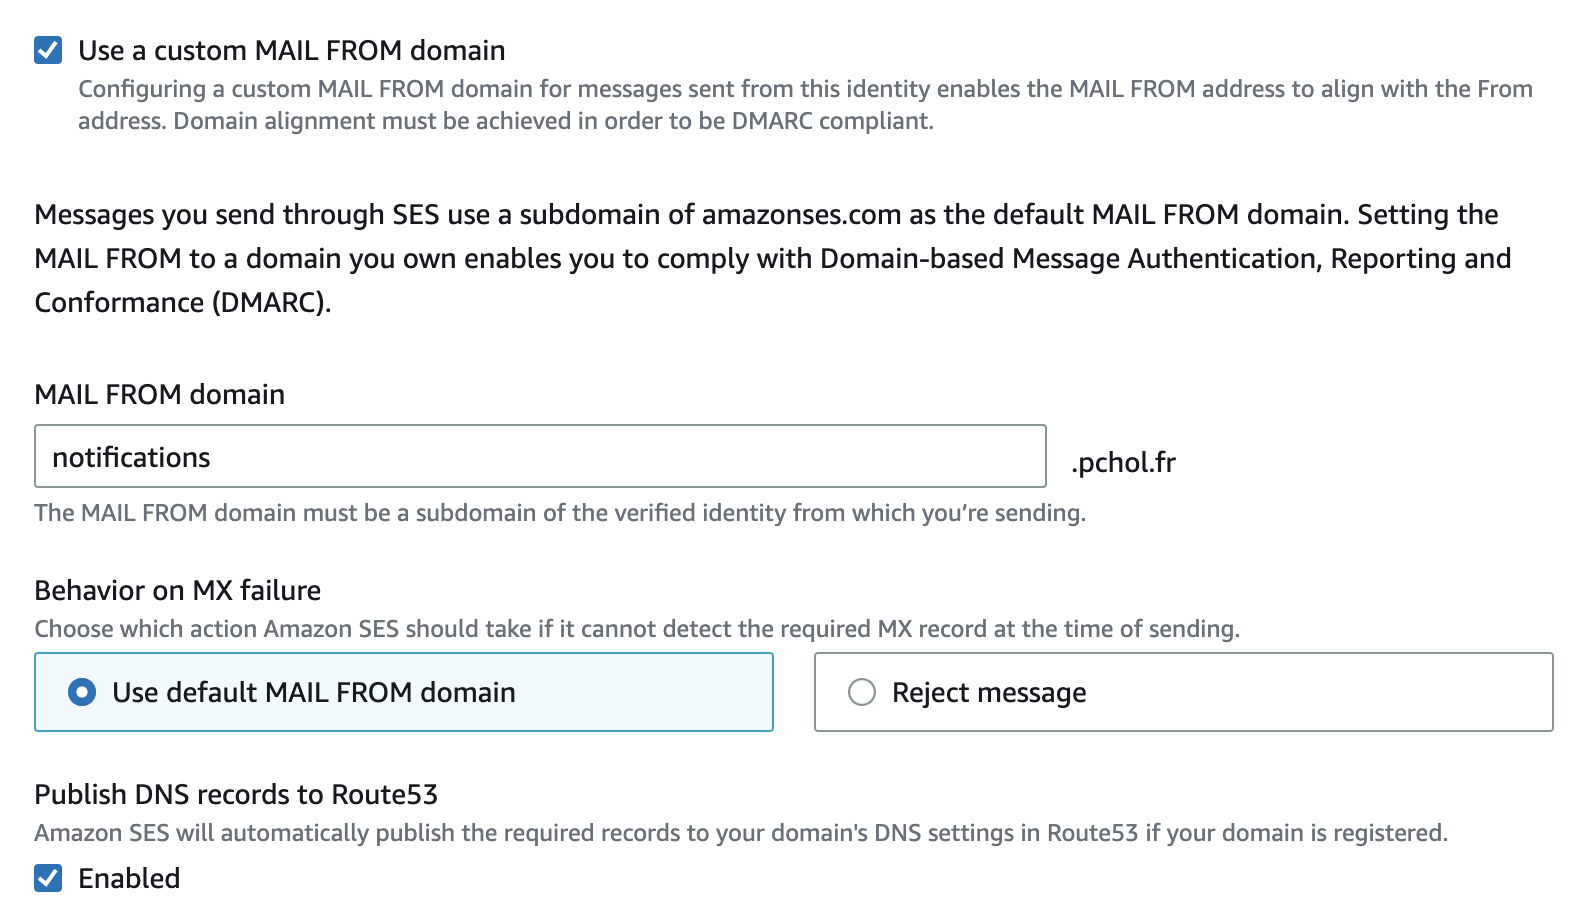 Use a custom MAIL FROM domain
Configuring a custom MAIL FROM domain for messages sent from this identity enables the MAIL FROM address to align with the From
address. Domain alignment must be achieved in order to be DMARC compliant.
Messages you send through SES use a subdomain of amazonses.com as the default MAIL FROM domain. Setting the
MAIL FROM to a domain you own enables you to comply with Domain-based Message Authentication, Reporting and
Conformance (DMARC).
MAIL FROM domain
notifications .pchol.fr
The MAIL FROM domain must be a subdomain of the verified identity from which you’re sending.
Behavior on MX failure
Choose which action Amazon SES should take if it cannot detect the required MX record at the time of sending.
Use default MAIL FROM domain Reject message
Publish DNS records to Route53
Amazon SES will automatically publish the required records to your domain's DNS settings in Route53 if your domain is registered.
Enabled